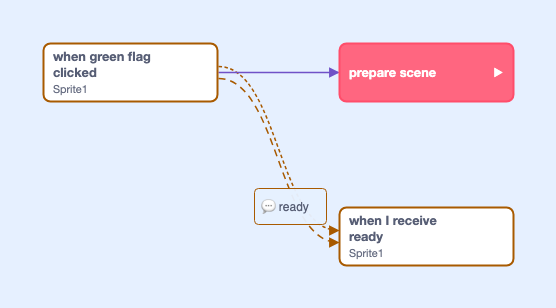 when green flag
clicked
Sprite1
prepare scene
ready
when I receive
ready
Sprite1